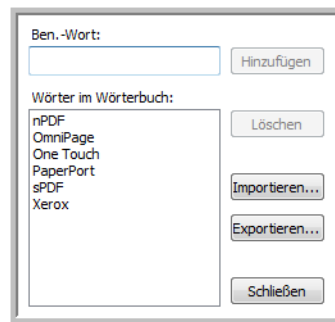 Ben.-Wort:
Hinzufügen
Wörter im Wörterbuch:
nPDF
OmniPage
One Touch
PaperPort
sPDF
Xerox
Löschen
Importieren...
Exportieren...
Schließen